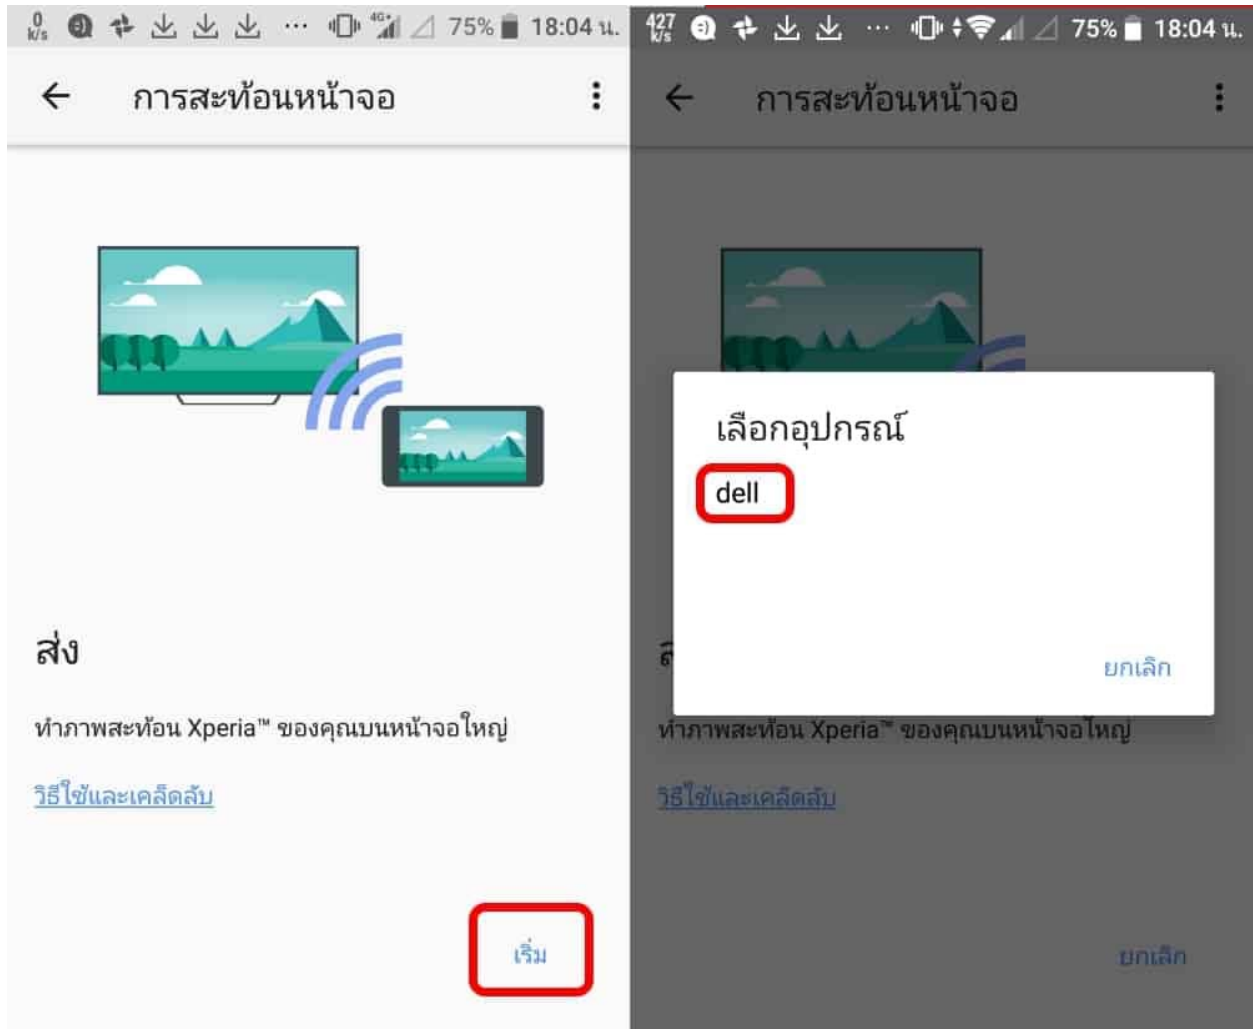 0 k/s 4G 75% 18:04 น.
การสะท้อนหน้าจอ
ส่ง
ทำภาพสะท้อน Xperia™ ของคุณบนหน้าจอใหญ่
วิธีใช้และเคล็ดลับ
เริ่ม
427 k/s 75% 18:04 น.
การสะท้อนหน้าจอ
เลือกอุปกรณ์
dell
ยกเลิก
ทำภาพสะท้อน Xperia™ ของคุณบนหน้าจอใหญ่
วิธีใช้และเคล็ดลับ
ยกเลิก